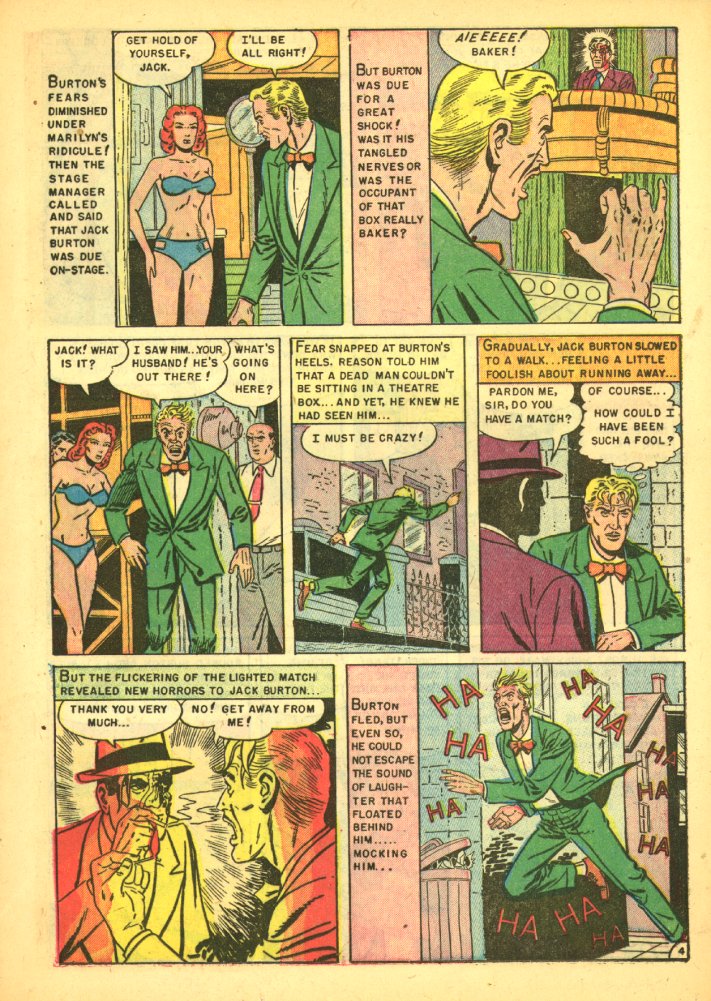 BURTON'S
FEARS
DIMINISHED
UNDER
MARILYN'S
RIDICULE!
THEN THE
STAGE
MANAGER
CALLED
AND SAID
THAT JACK
BURTON
WAS DUE
ON-STAGE.
GET HOLD OF
YOURSELF,
JACK.
I'LL BE
ALL RIGHT!
BUT BURTON
WAS DUE
FOR A
GREAT
SHOCK!
WAS IT HIS
TANGLED
NERVES OR
WAS THE
OCCUPANT
OF THAT
BOX REALLY
BAKER?
AIEEEEE!
BAKER!
JACK! WHAT
IS IT?
I SAW HIM...YOUR
HUSBAND! HE'S
OUT THERE!
WHAT'S
GOING
ON
HERE?
FEAR SNAPPED AT BURTON'S
HEELS. REASON TOLD HIM
THAT A DEAD MAN COULDN'T
BE SITTING IN A THEATRE
BOX...AND YET, HE KNEW HE
HAD SEEN HIM...
I MUST BE CRAZY!
GRADUALLY, JACK BURTON SLOWED
TO A WALK...FEELING A LITTLE
FOOLISH ABOUT RUNNING AWAY...
PARDON ME,
SIR, DO YOU
HAVE A MATCH?
OF COURSE...
HOW COULD I
HAVE BEEN
SUCH A FOOL?
BUT THE FLICKERING OF THE LIGHTED MATCH
REVEALED NEW HORRORS TO JACK BURTON...
THANK YOU VERY
MUCH...
NO! GET AWAY FROM
ME!
BURTON
FLED, BUT
EVEN SO,
HE COULD
NOT ESCAPE
THE SOUND
OF LAUGH-
TER THAT
FLOATED
BEHIND
HIM.....
MOCKING
HIM...
HA
HA
HA
HA
HA
HA
HA
HA
HA
HA
HA
4